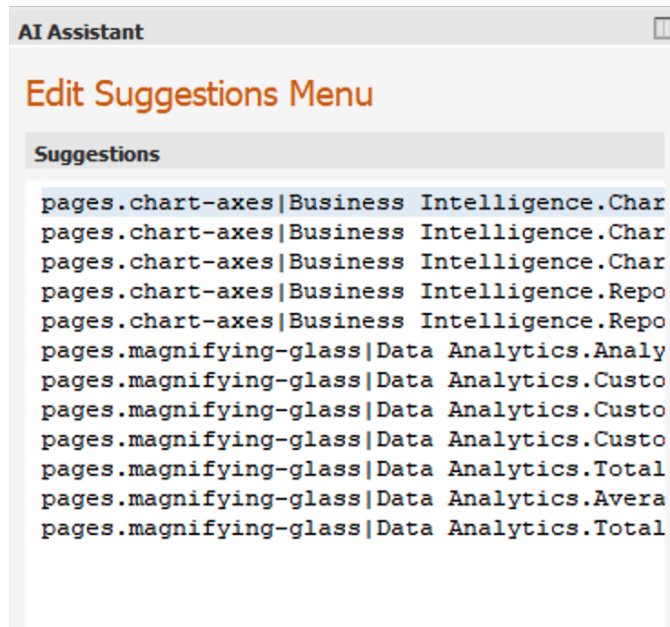 AI Assistant
Edit Suggestions Menu
Suggestions
pages.chart-axes|Business Intelligence.Char
pages.chart-axes|Business Intelligence.Char
pages.chart-axes|Business Intelligence.Char
pages.chart-axes|Business Intelligence.Repo
pages.chart-axes|Business Intelligence.Repo
pages.magnifying-glass|Data Analytics.Analy
pages.magnifying-glass|Data Analytics.Custo
pages.magnifying-glass|Data Analytics.Custo
pages.magnifying-glass|Data Analytics.Custo
pages.magnifying-glass|Data Analytics.Total
pages.magnifying-glass|Data Analytics.Avera
pages.magnifying-glass|Data Analytics.Total